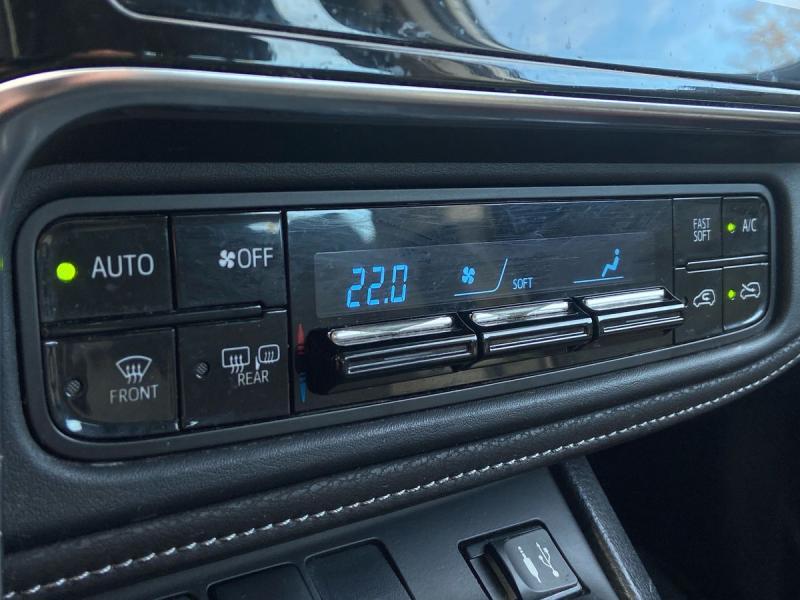 AUTO
OFF
22.0
SOFT
FAST
SOFT
A/C
FRONT
REAR